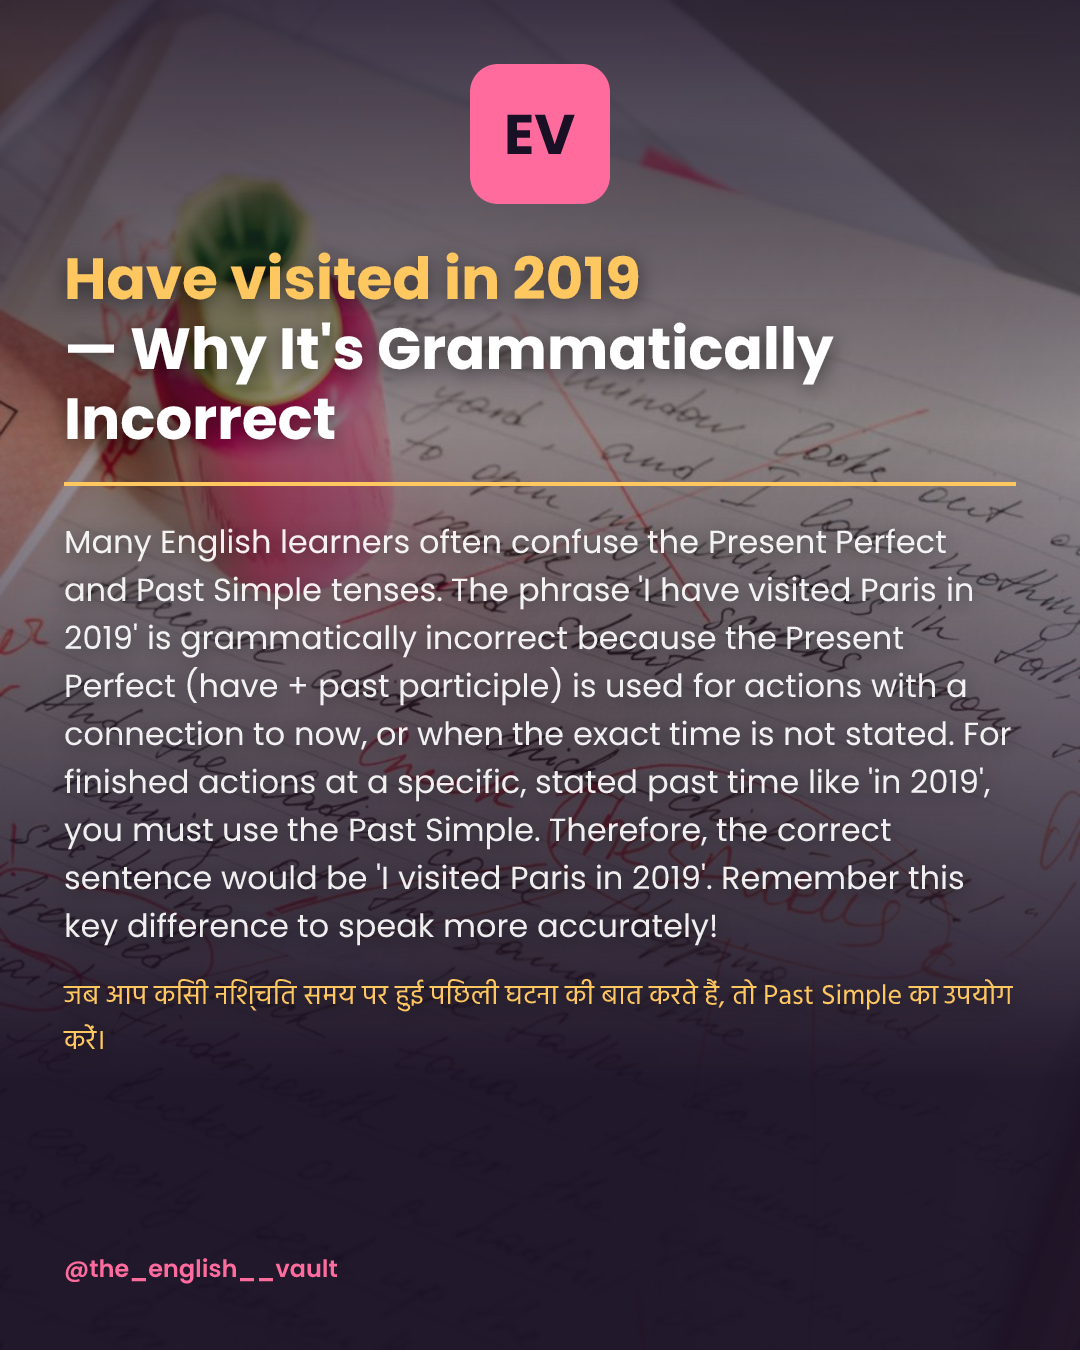 EV
Have visited in 2019
— Why It's Grammatically
Incorrect
Many English learners often confuse the Present Perfect
and Past Simple tenses. The phrase 'I have visited Paris in
2019' is grammatically incorrect because the Present
Perfect (have + past participle) is used for actions with a
connection to now, or when the exact time is not stated. For
finished actions at a specific, stated past time like 'in 2019',
you must use the Past Simple. Therefore, the correct
sentence would be 'I visited Paris in 2019'. Remember this
key difference to speak more accurately!
जब आप किसी निश्चित समय पर हुई पिछली घटना की बात करते हैं, तो Past Simple का उपयोग
करें।
@the_english__vault